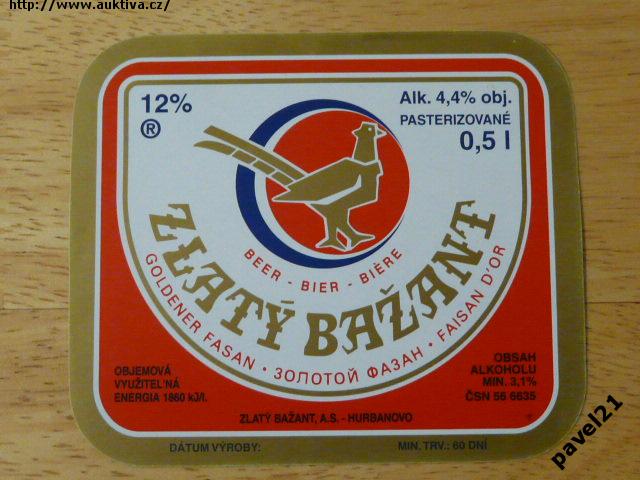 http://www.auktiva.cz/
12%
®
Alk. 4,4% obj.
PASTERIZOVANÉ
0,5 l
BEER - BIER - BIÈRE
ZLATÝ BAŽANT
GOLDENER FASAN · ЗОЛОТОЙ ФАЗАН · FAISAN D'OR
OBJEMOVÁ
VYUŽITEĽNÁ
ENERGIA 1860 kJ/l.
OBSAH
ALKOHOLU
MIN. 3,1%
ČSN 56 6635
ZLATÝ BAŽANT, A.S. - HURBANOVO
DÁTUM VÝROBY:
MIN. TRV.: 60 DNÍ
pavel21